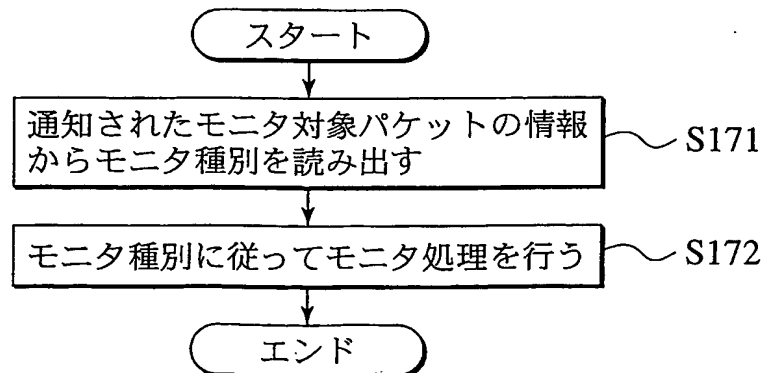 スタート
通知されたモニタ対象パケットの情報
からモニタ種別を読み出す
S171
モニタ種別に従ってモニタ処理を行う
S172
エンド